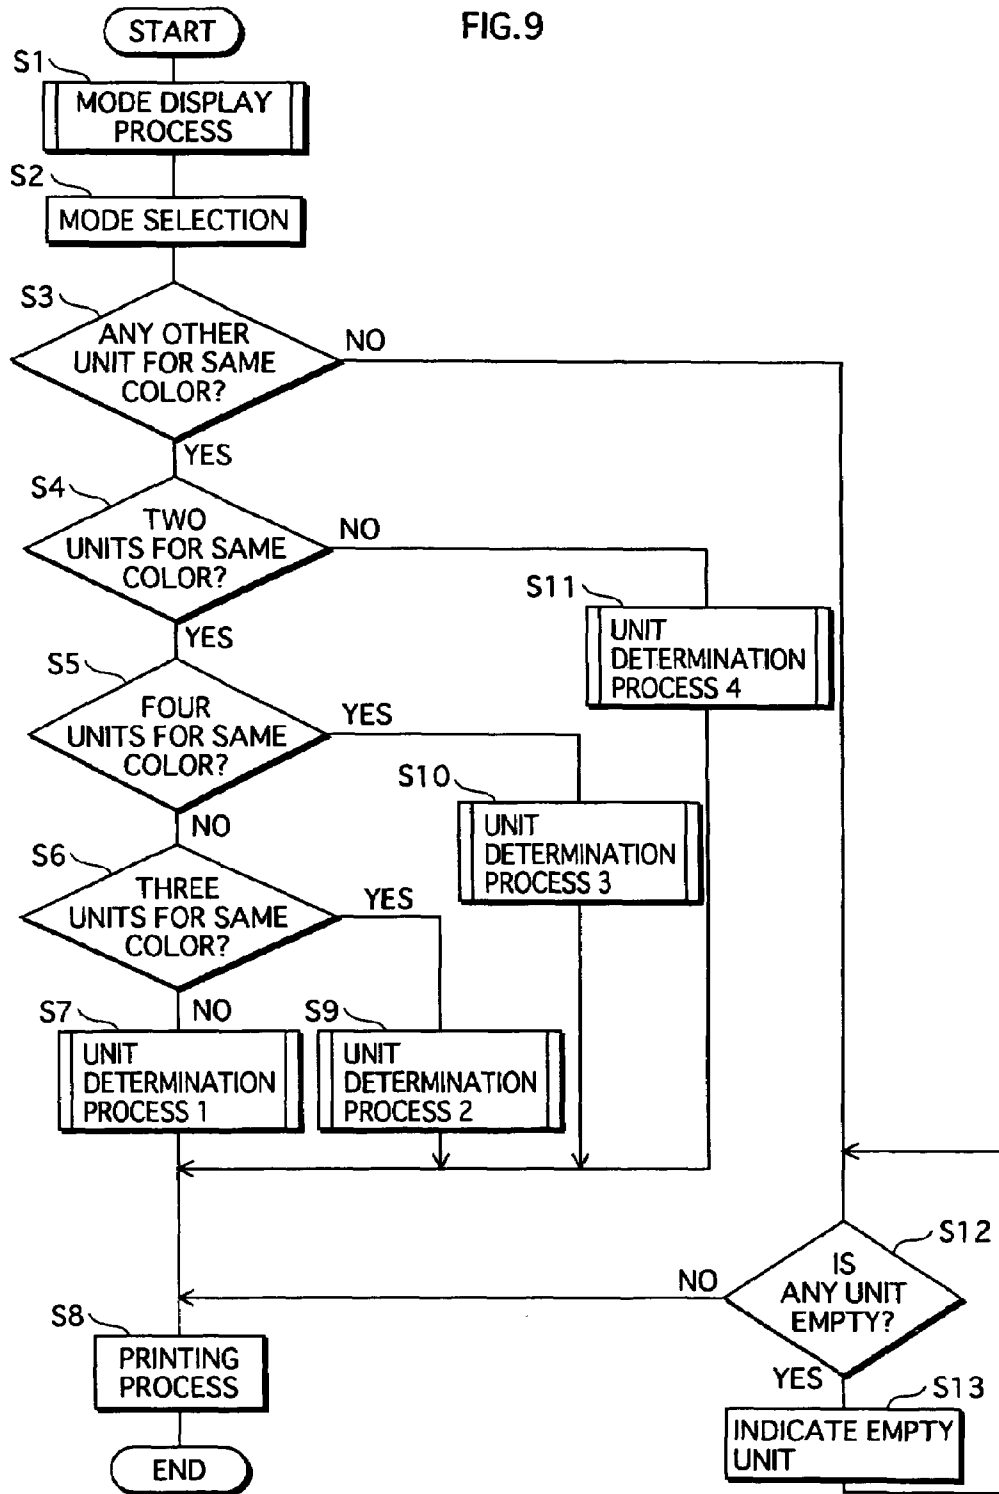 FIG.9
START
S1
MODE DISPLAY
PROCESS
S2
MODE SELECTION
S3
ANY OTHER
UNIT FOR SAME
COLOR?
NO
YES
S4
TWO
UNITS FOR SAME
COLOR?
NO
YES
S11
UNIT
DETERMINATION
PROCESS 4
S5
FOUR
UNITS FOR SAME
COLOR?
YES
NO
S10
UNIT
DETERMINATION
PROCESS 3
S6
THREE
UNITS FOR SAME
COLOR?
YES
NO
S7
UNIT
DETERMINATION
PROCESS 1
S9
UNIT
DETERMINATION
PROCESS 2
S12
IS
ANY UNIT
EMPTY?
NO
YES
S8
PRINTING
PROCESS
S13
INDICATE EMPTY
UNIT
END